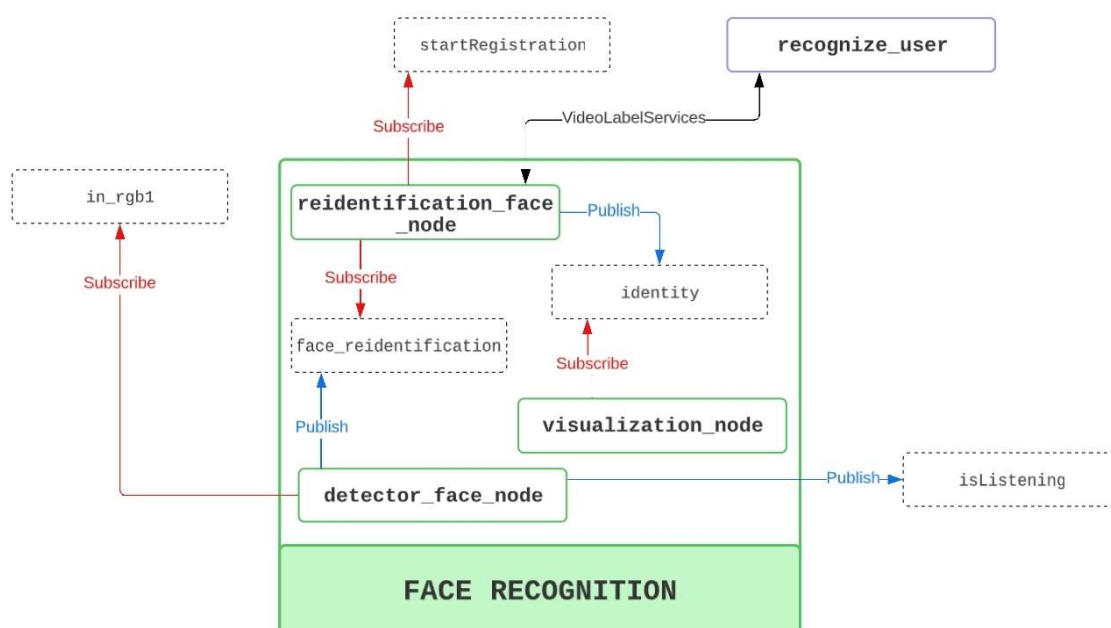 startRegistration
recognize_user
VideoLabelServices
Subscribe
in_rgb1
reidentification_face
_node
Publish
Subscribe
Subscribe
identity
face_reidentification
Subscribe
Publish
visualization_node
detector_face_node
Publish
isListening
FACE RECOGNITION